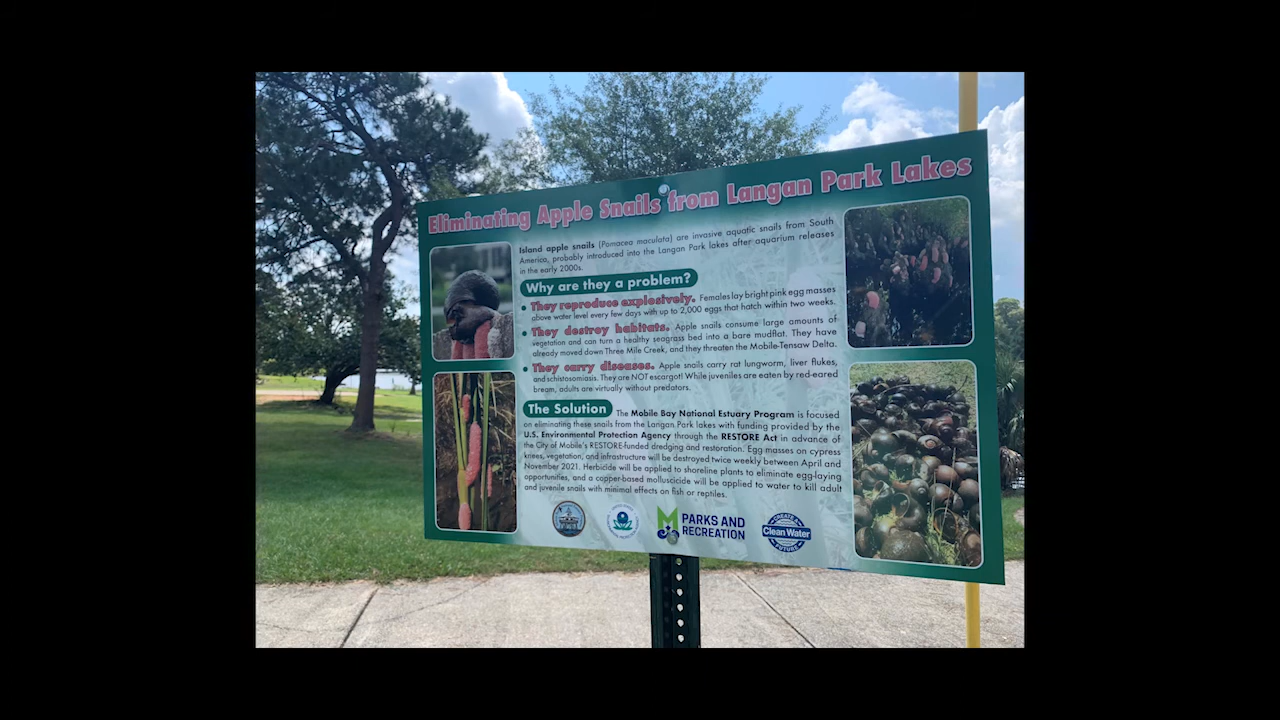 Eliminating Apple Snails from Langan Park Lakes
Island apple snails (Pomacea maculata) are invasive aquatic snails from South
America, probably introduced into the Langan Park lakes after aquarium releases
in the early 2000s.
Why are they a problem?
• They reproduce explosively. Females lay bright pink egg masses
above water level every few days with up to 2,000 eggs that hatch within two weeks.
• They destroy habitats. Apple snails consume large amounts of
vegetation and can turn a healthy seagrass bed into a bare mudflat. They have
already moved down Three Mile Creek, and they threaten the Mobile-Tensaw Delta.
• They carry diseases. Apple snails carry rat lungworm, liver flukes,
and schistosomiasis. They are NOT escargot! While juveniles are eaten by red-eared
bream, adults are virtually without predators.
The Solution The Mobile Bay National Estuary Program is focused
on eliminating these snails from the Langan Park lakes with funding provided by the
U.S. Environmental Protection Agency through the RESTORE Act in advance of
the City of Mobile's RESTORE-funded dredging and restoration. Egg masses on cypress
knees, vegetation, and infrastructure will be destroyed twice weekly between April and
November 2021. Herbicide will be applied to shoreline plants to eliminate egg-laying
opportunities, and a copper-based molluscicide will be applied to water to kill adult
and juvenile snails with minimal effects on fish or reptiles.
M PARKS AND
RECREATION
CREATE A
Clean Water
FUTURE